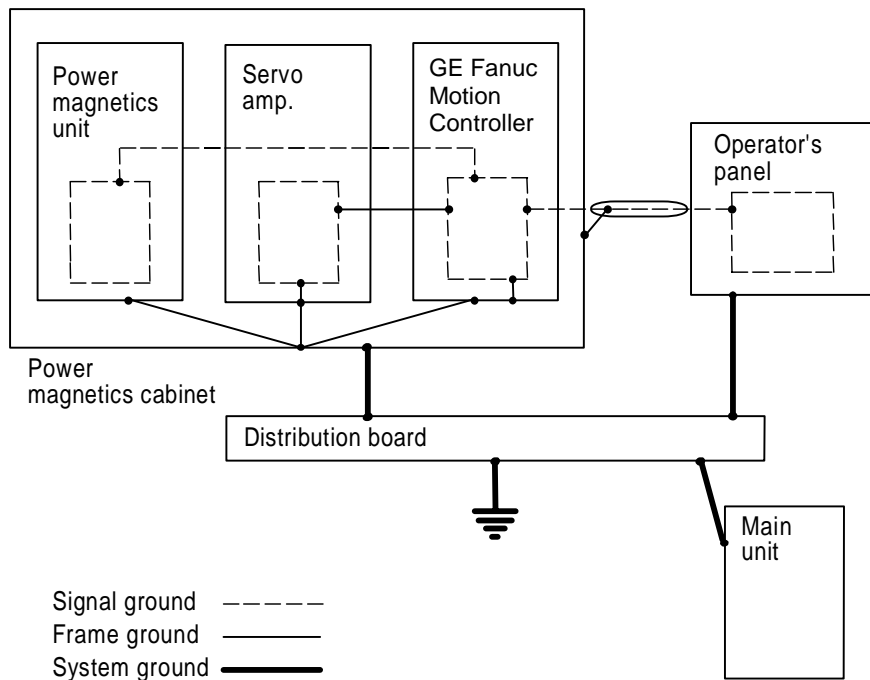 Power
magnetics
unit
Servo
amp.
GE Fanuc
Motion
Controller
Operator's
panel
Power
magnetics cabinet
Distribution board
Main
unit
Signal ground
Frame ground
System ground